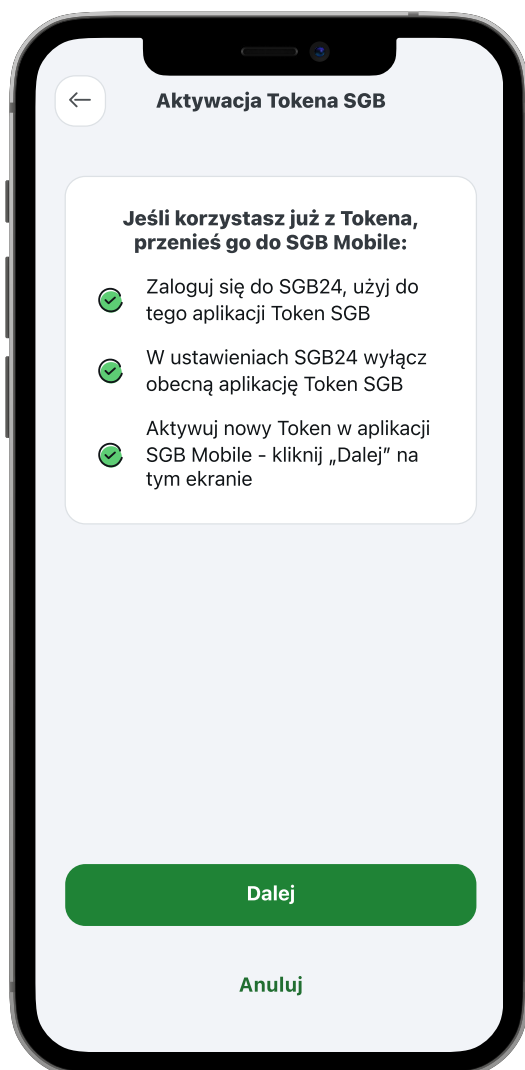 Aktywacja Tokena SGB
Jeśli korzystasz już z Tokena,
przenieś go do SGB Mobile:
Zaloguj się do SGB24, użyj do
tego aplikacji Token SGB
W ustawieniach SGB24 wyłącz
obecną aplikację Token SGB
Aktywuj nowy Token w aplikacji
SGB Mobile - kliknij „Dalej” na
tym ekranie
Dalej
Anuluj